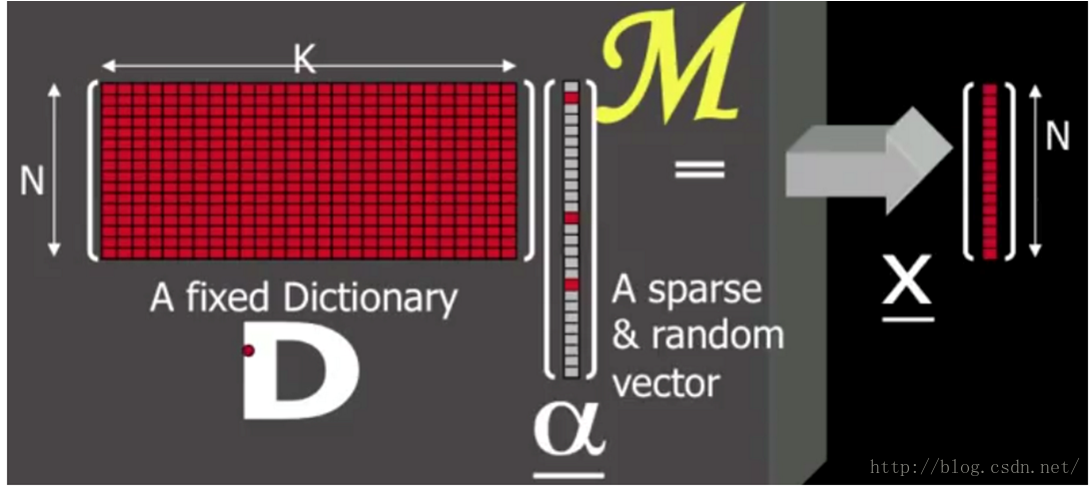 K
M
N
N
=
A fixed Dictionary
D
A sparse
& random
vector
α
X
http://blog.csdn.net/